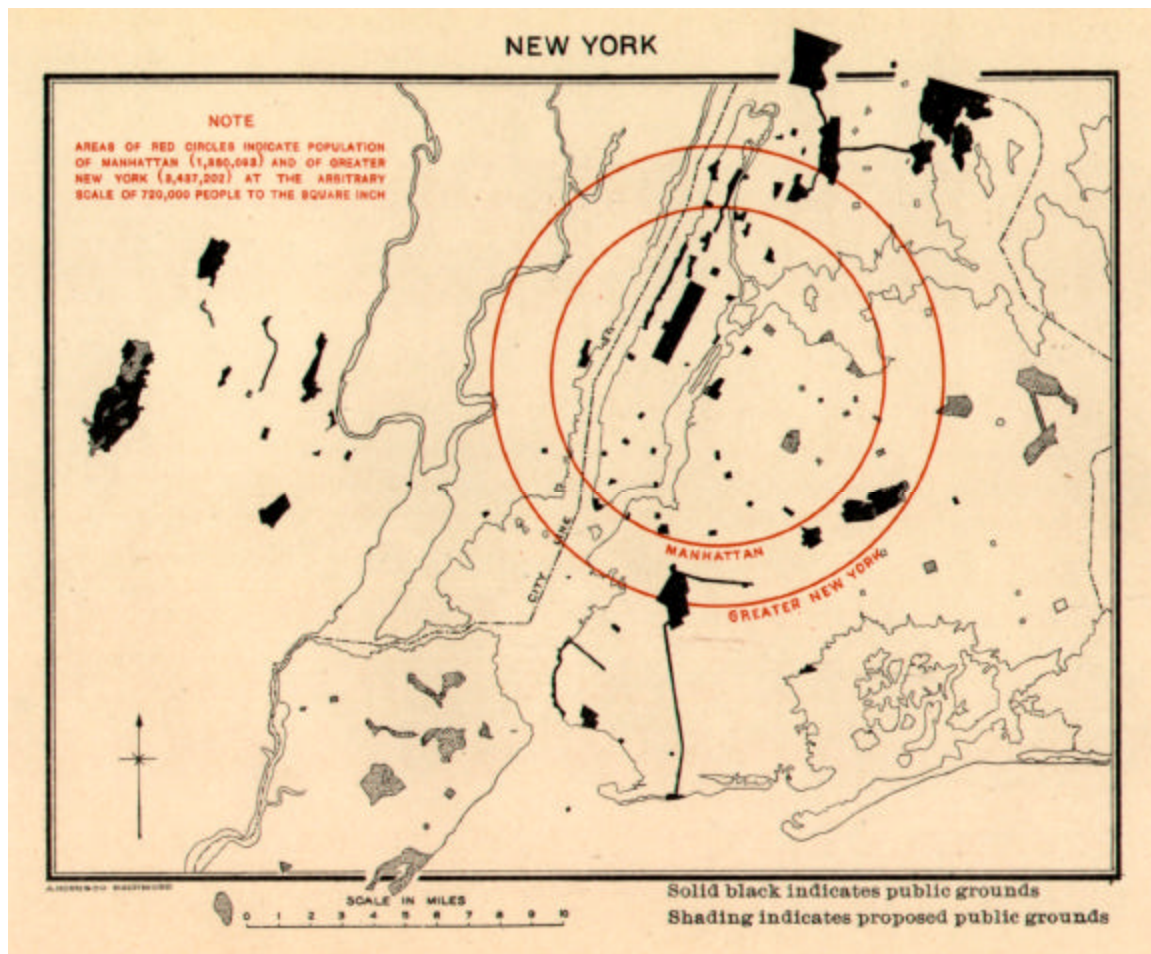 NEW YORK
NOTE
AREAS OF RED CIRCLES INDICATE POPULATION
OF MANHATTAN (1,850,093) AND OF GREATER
NEW YORK (3,437,202) AT THE ARBITRARY
SCALE OF 720,000 PEOPLE TO THE SQUARE INCH
CITY LINE
MANHATTAN
GREATER NEW YORK
SCALE IN MILES
0 1 2 3 4 5 6 7 8 9 10
Solid black indicates public grounds
Shading indicates proposed public grounds